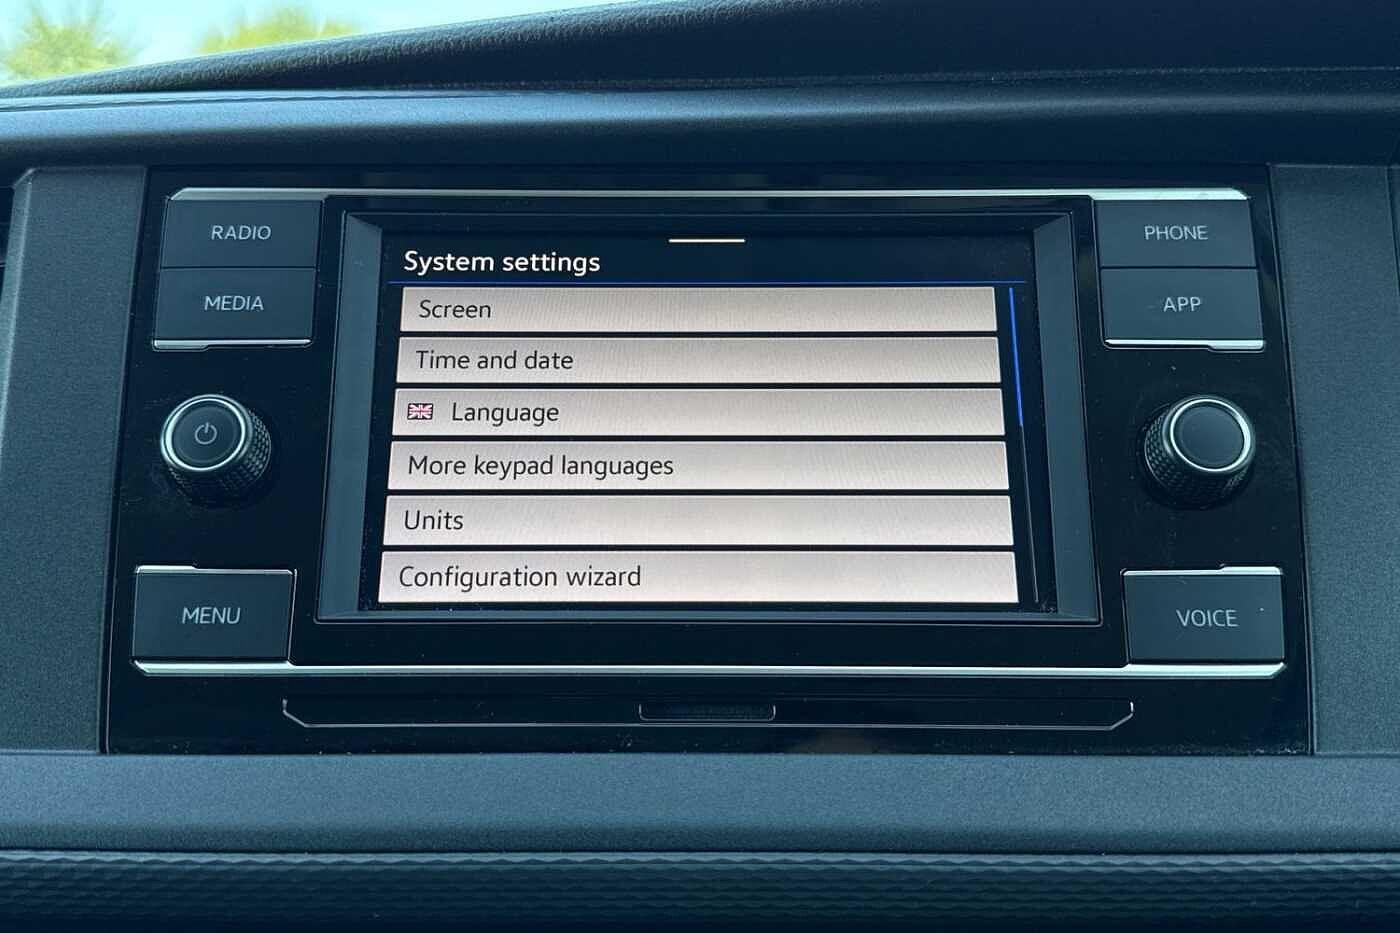 RADIO
MEDIA
MENU
System settings
Screen
Time and date
Language
More keypad languages
Units
Configuration wizard
PHONE
APP
VOICE